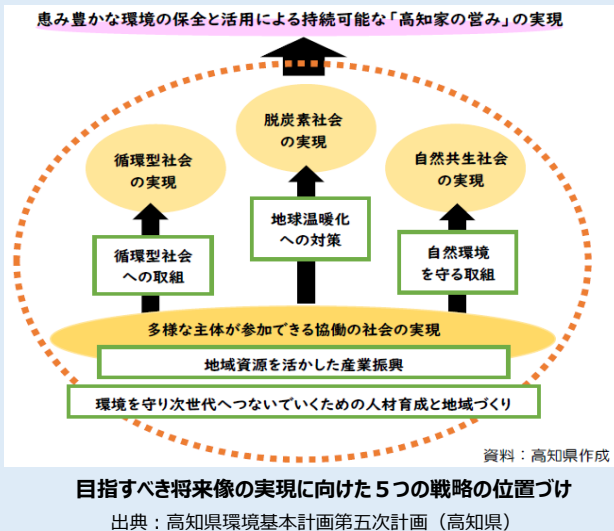 恵み豊かな環境の保全と活用による持続可能な「高知家の営み」の実現
脱炭素社会
の実現
循環型社会
の実現
自然共生社会
の実現
地球温暖化
への対策
循環型社会
への取組
自然環境
を守る取組
多様な主体が参加できる協働の社会の実現
地域資源を活かした産業振興
環境を守り次世代へつないでいくための人材育成と地域づくり
資料:高知県作成
目指すべき将来像の実現に向けた5つの戦略の位置づけ
出典:高知県環境基本計画第五次計画(高知県)